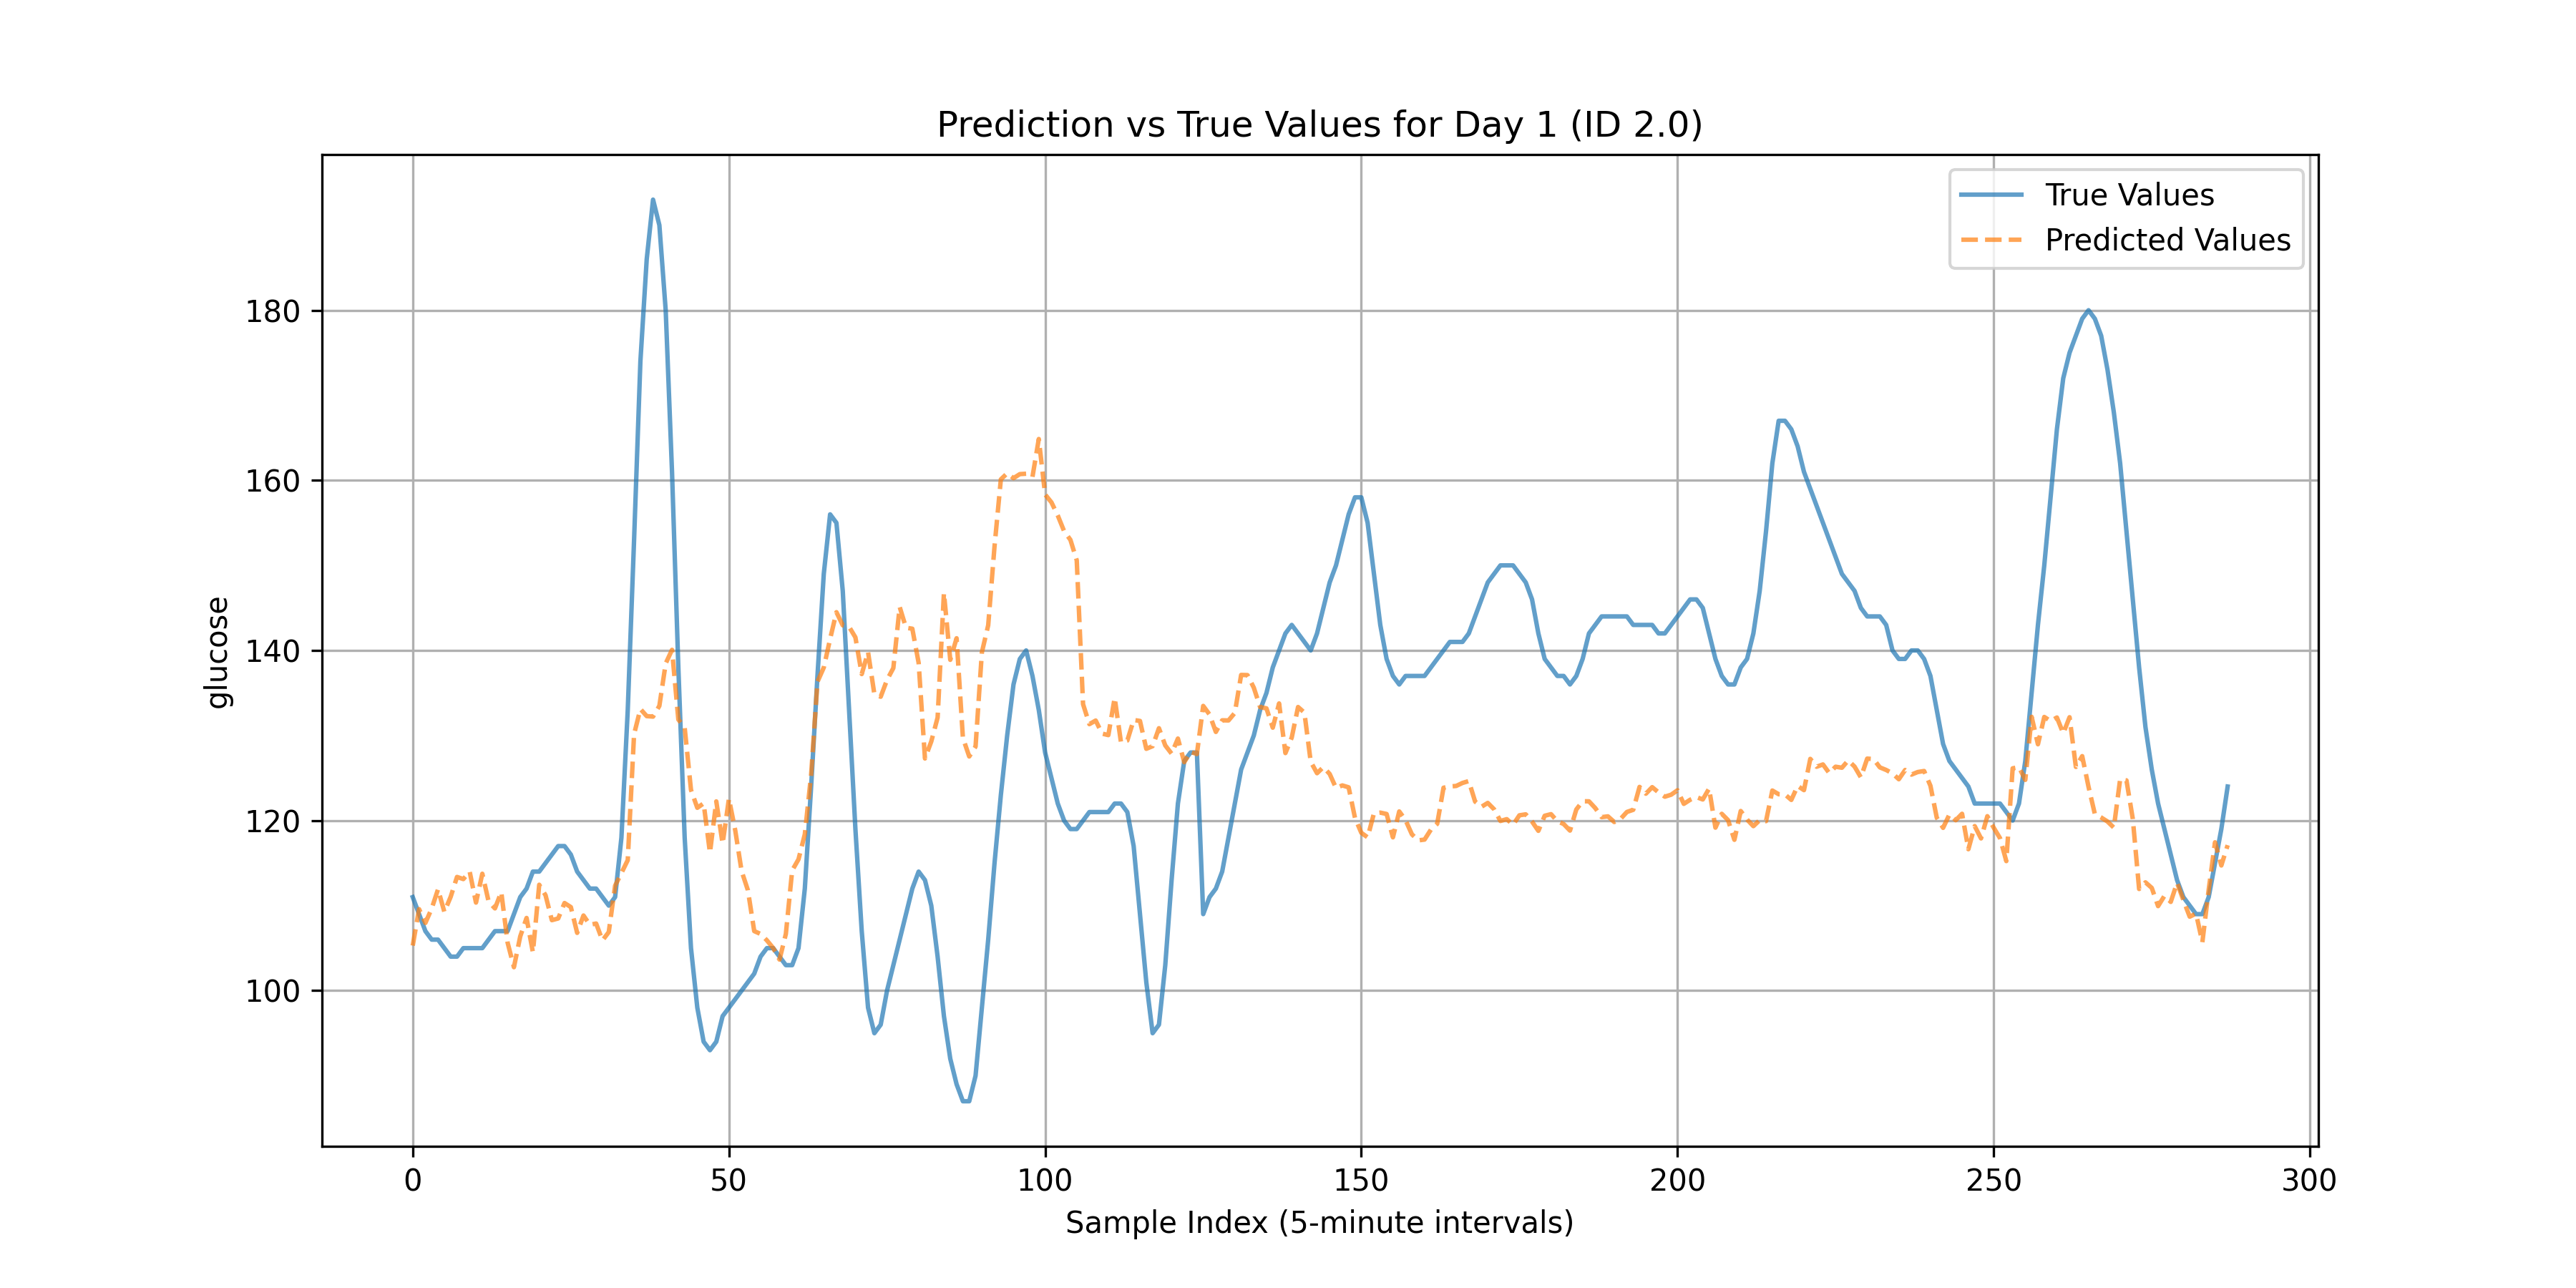 Prediction vs True Values for Day 1 (ID 2.0)
True Values
Predicted Values
glucose
180
160
140
120
100
0 50 100 150 200 250 300
Sample Index (5-minute intervals)